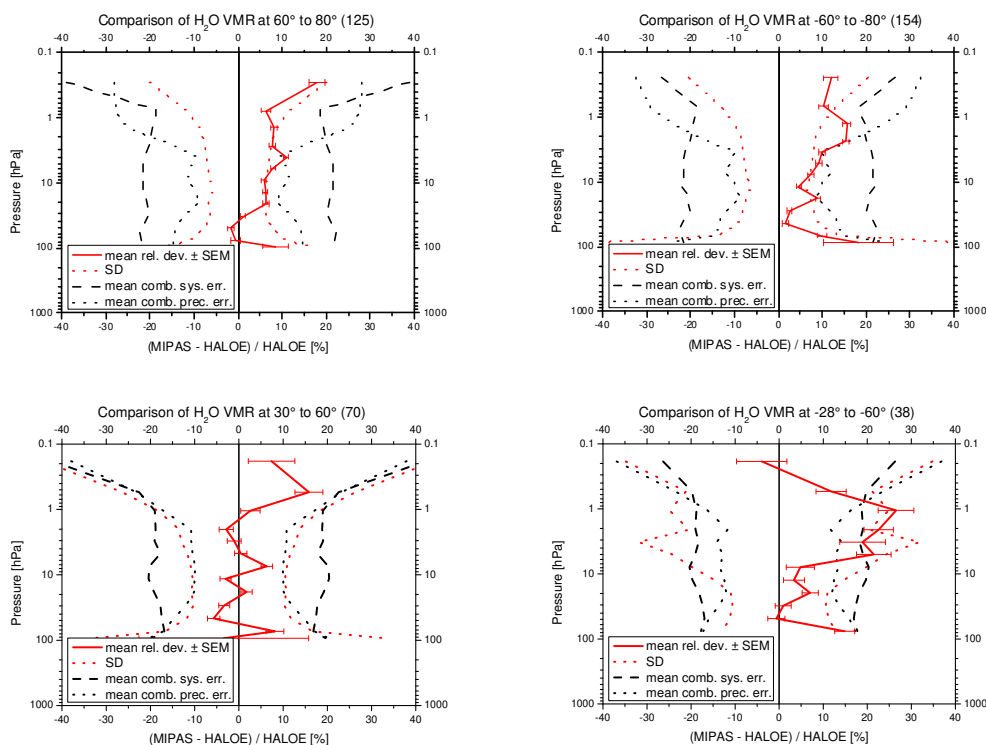 Comparison of H2O VMR at 60° to 80° (125)
-40 -30 -20 -10 0 10 20 30 40
0.1 0.1
1 1
10 10
100 100
1000 1000
Pressure [hPa]
Pressure [hPa]
mean rel. dev. ± SEM
SD
mean comb. sys. err.
mean comb. prec. err.
-40 -30 -20 -10 0 10 20 30 40
(MIPAS - HALOE) / HALOE [%]
Comparison of H2O VMR at -60° to -80° (154)
-40 -30 -20 -10 0 10 20 30 40
0.1 0.1
1 1
10 10
100 100
1000 1000
Pressure [hPa]
Pressure [hPa]
mean rel. dev. ± SEM
SD
mean comb. sys. err.
mean comb. prec. err.
-40 -30 -20 -10 0 10 20 30 40
(MIPAS - HALOE) / HALOE [%]
Comparison of H2O VMR at 30° to 60° (70)
-40 -30 -20 -10 0 10 20 30 40
0.1 0.1
1 1
10 10
100 100
1000 1000
Pressure [hPa]
Pressure [hPa]
mean rel. dev. ± SEM
SD
mean comb. sys. err.
mean comb. prec. err.
-40 -30 -20 -10 0 10 20 30 40
(MIPAS - HALOE) / HALOE [%]
Comparison of H2O VMR at -28° to -60° (38)
-40 -30 -20 -10 0 10 20 30 40
0.1 0.1
1 1
10 10
100 100
1000 1000
Pressure [hPa]
Pressure [hPa]
mean rel. dev. ± SEM
SD
mean comb. sys. err.
mean comb. prec. err.
-40 -30 -20 -10 0 10 20 30 40
(MIPAS - HALOE) / HALOE [%]